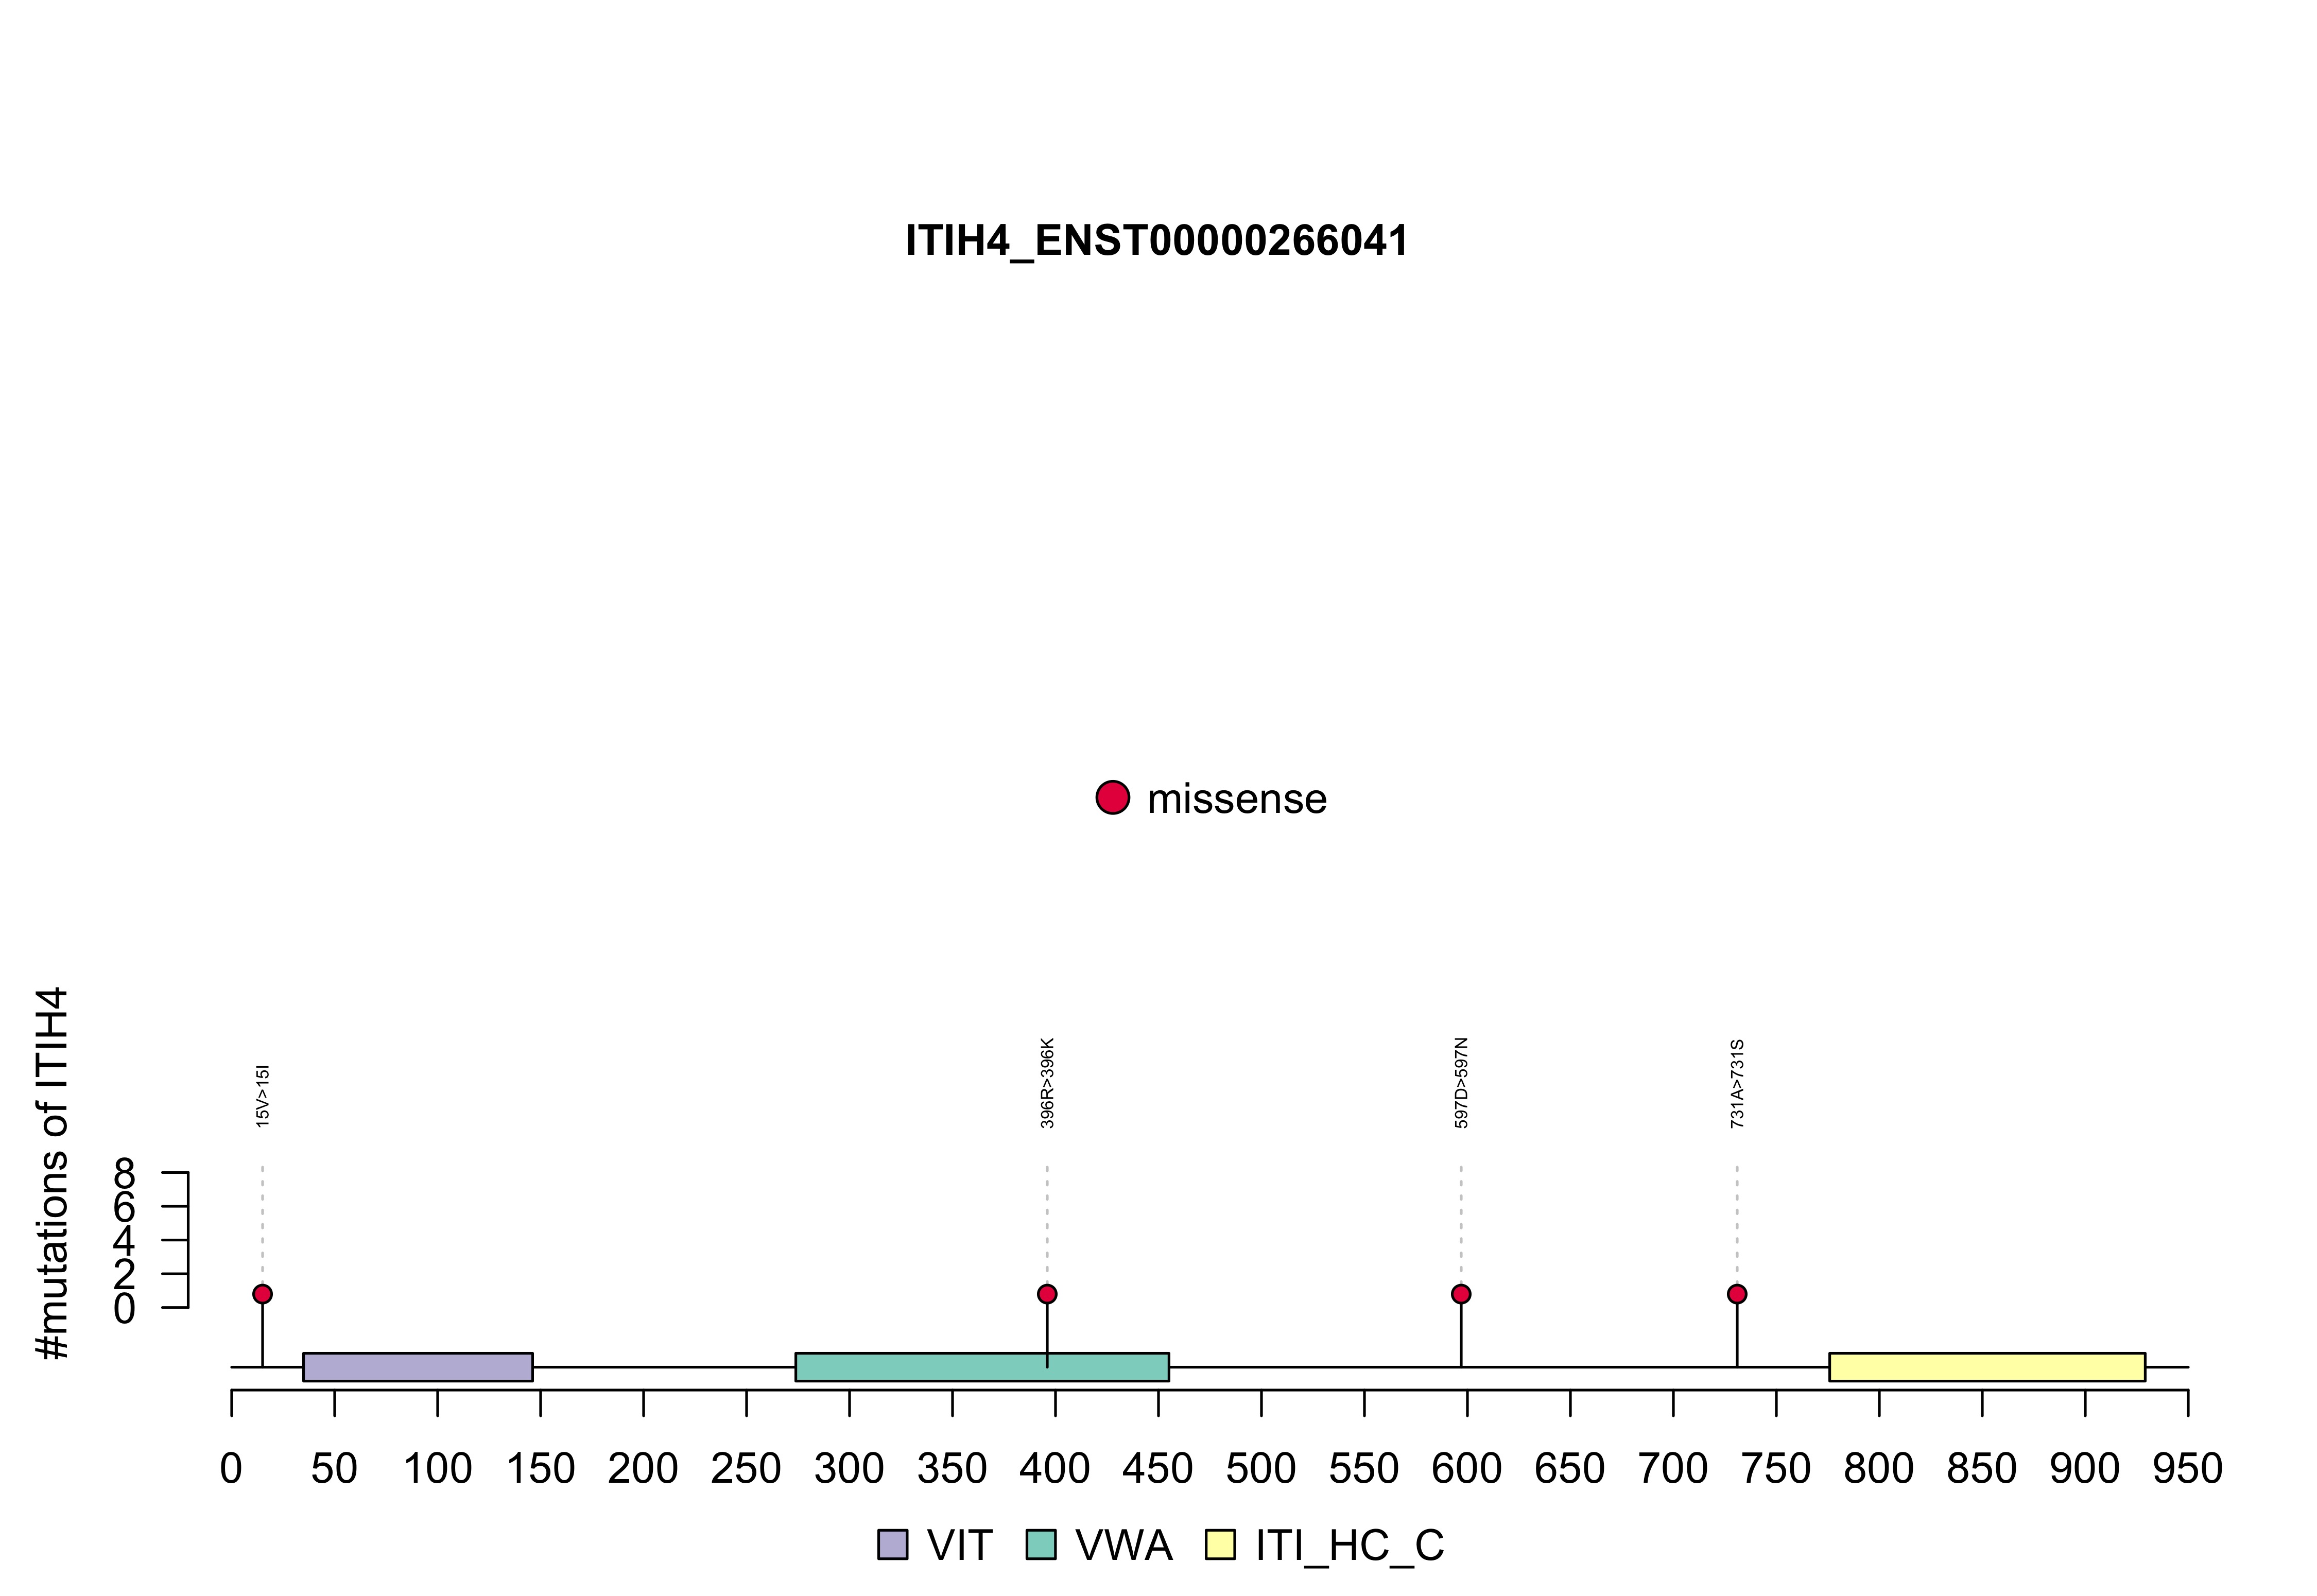 ITIH4_ENST00000266041
missense
#mutations of ITIH4
15V>15I
396R>396K
597D>597N
731A>731S
8
6
4
2
0
0 50 100 150 200 250 300 350 400 450 500 550 600 650 700 750 800 850 900 950
VIT VWA ITI_HC_C